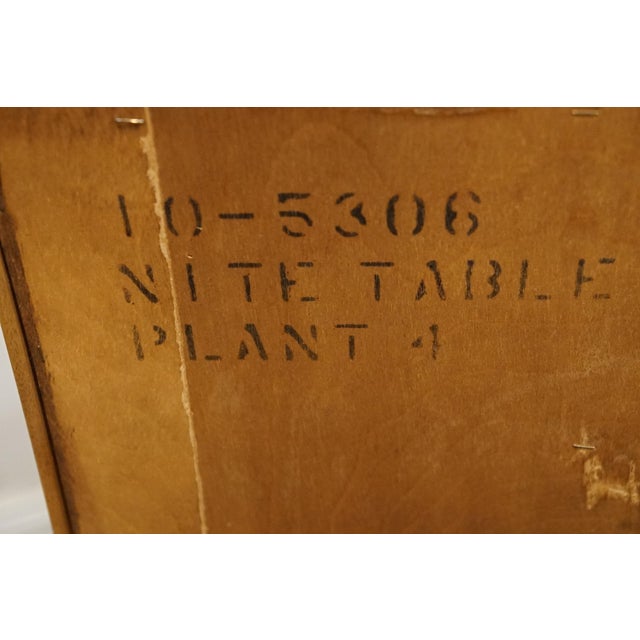 10-5306
NITE TABLE
PLANT 4